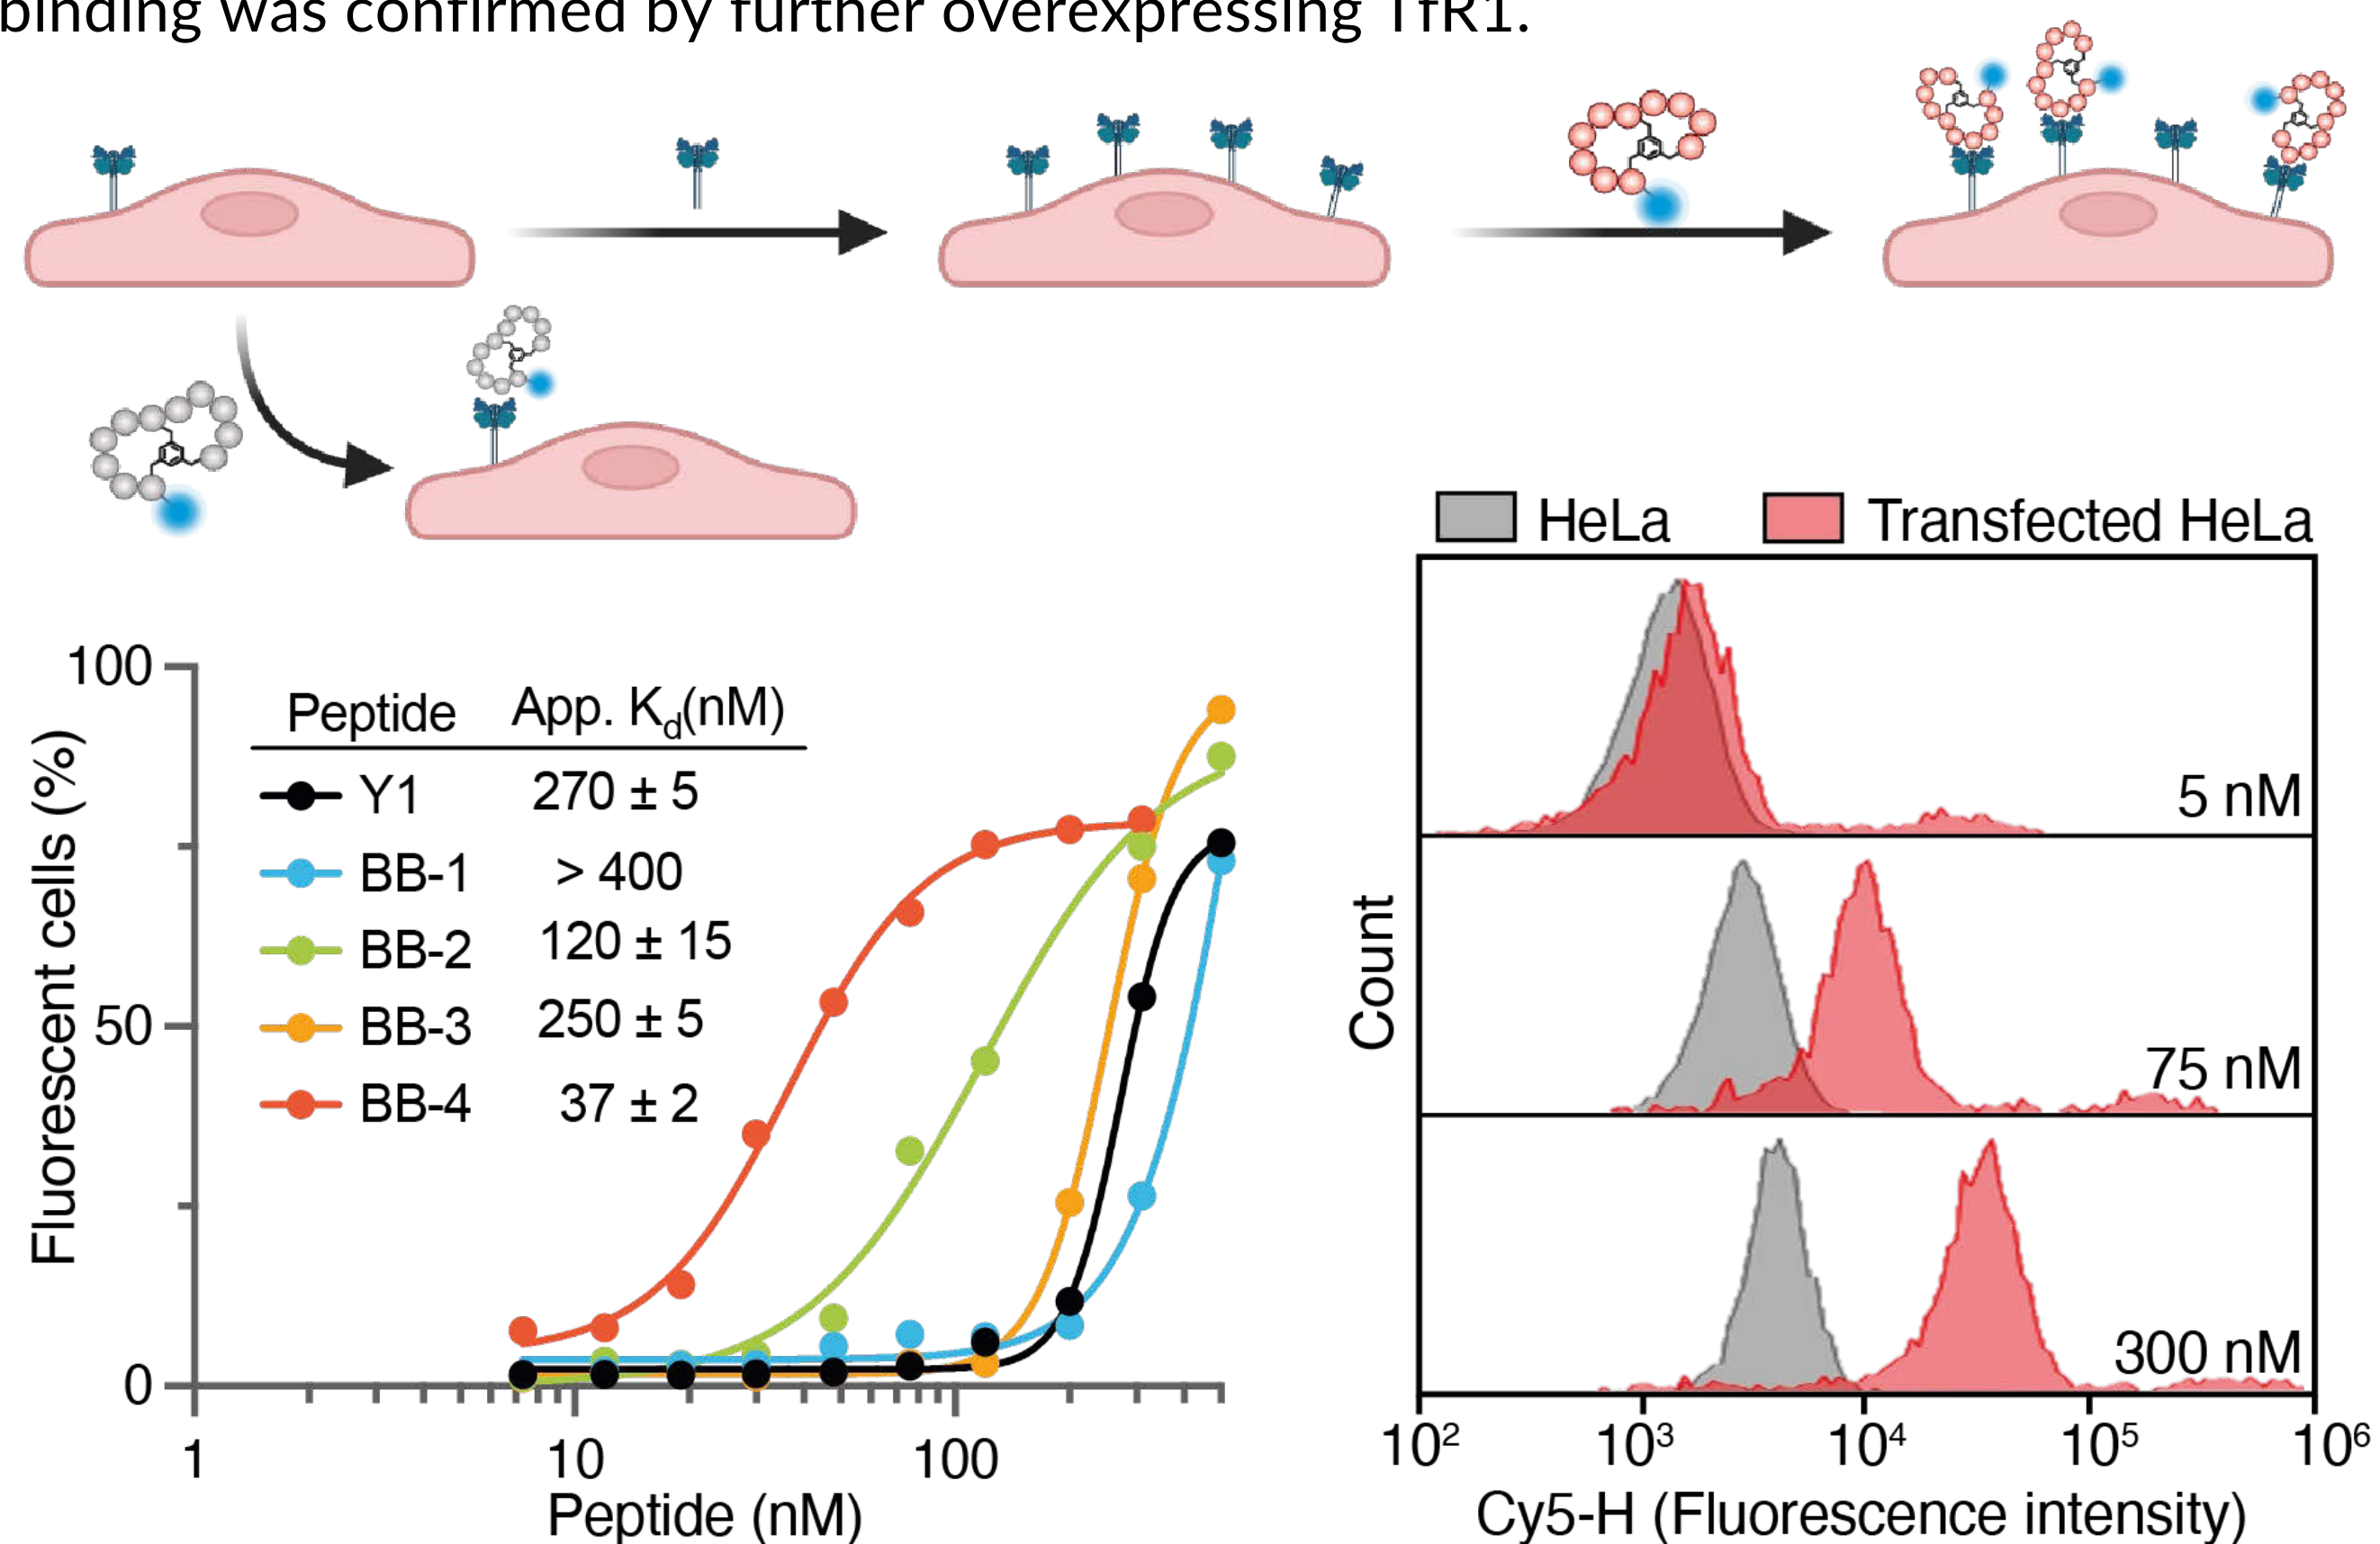 binding was confirmed by further overexpressing TfR1.
HeLa
Transfected HeLa
100
50
0
Fluorescent cells (%)
Peptide App. Kd(nM)
Y1 270 ± 5
BB-1 > 400
BB-2 120 ± 15
BB-3 250 ± 5
BB-4 37 ± 2
1 10 100
Peptide (nM)
Count
5 nM
75 nM
300 nM
10² 10³ 10⁴ 10⁵ 10⁶
Cy5-H (Fluorescence intensity)